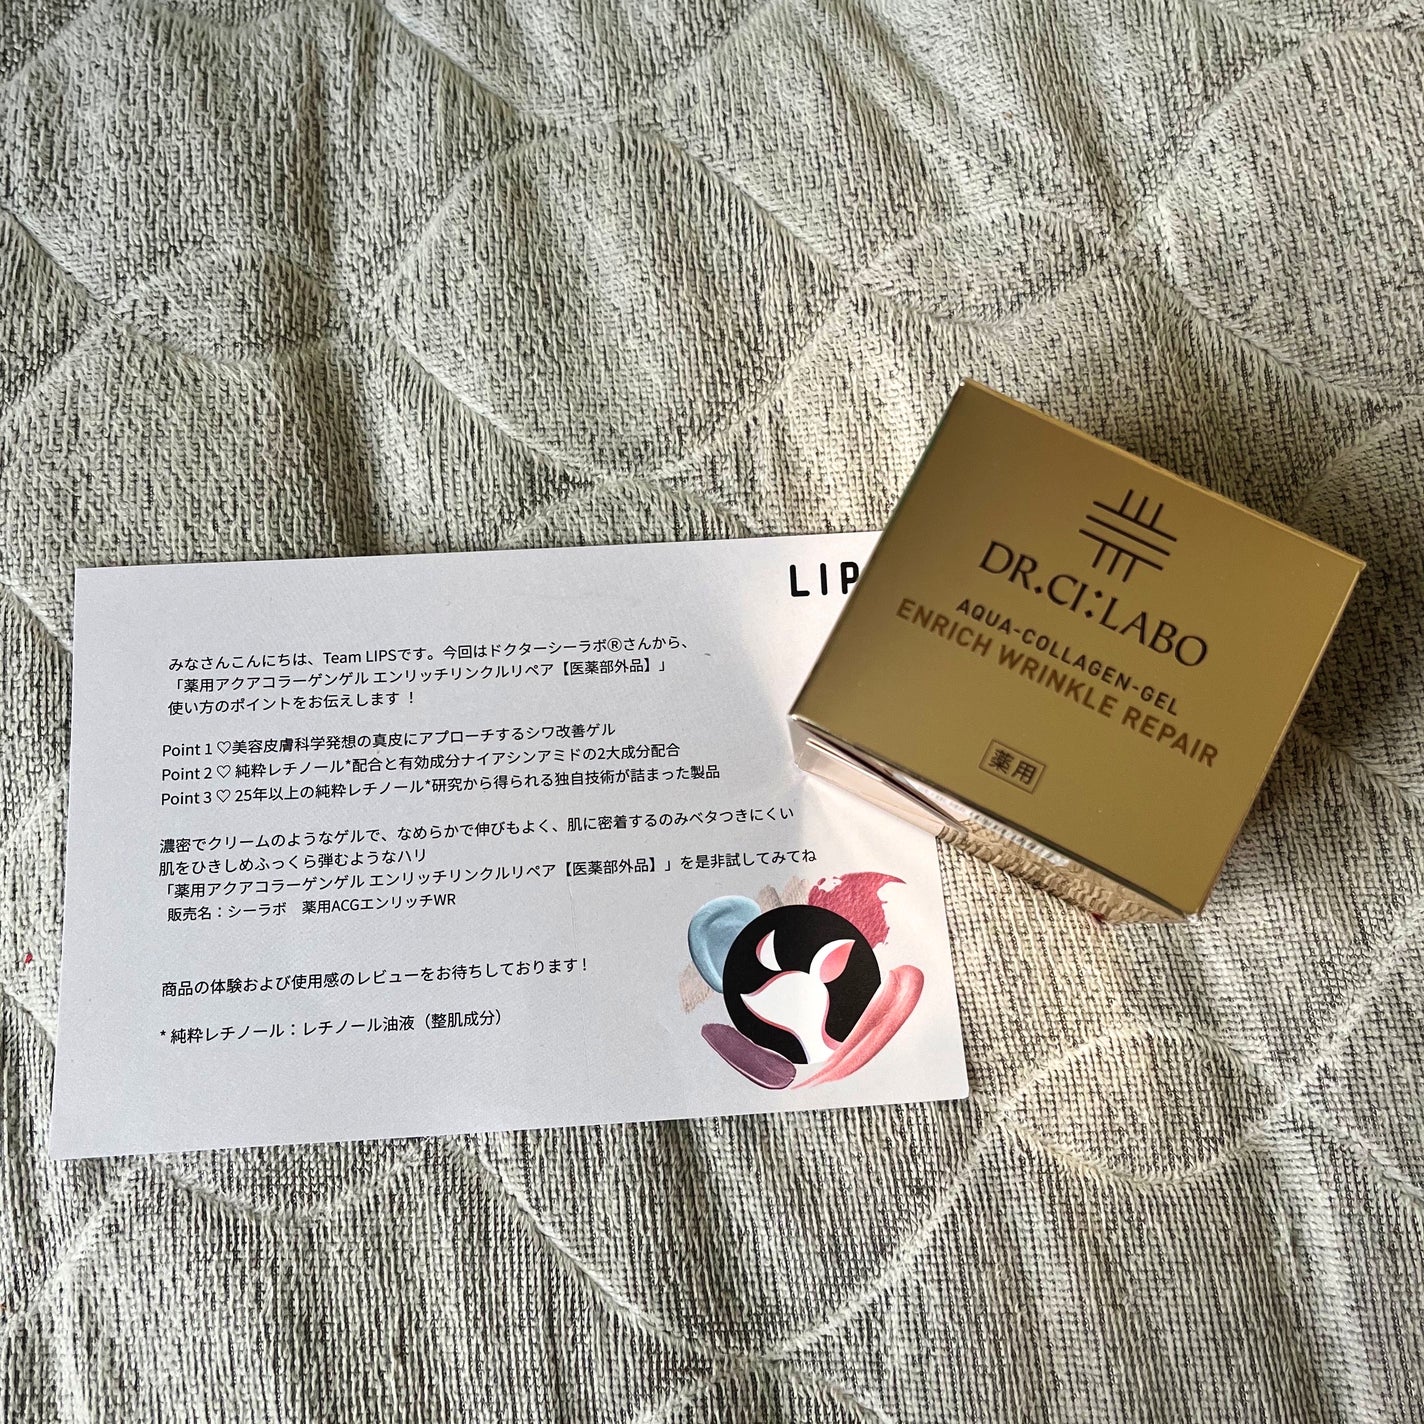 LIP
みなさんこんにちは、Team LIPSです。今回はドクターシーラボ®さんから、
「薬用アクアコラーゲンゲル エンリッチリンクルリペア【医薬部外品】」
使い方のポイントをお伝えします！
Point 1 ♡美容皮膚科学発想の真皮にアプローチするシワ改善ゲル
Point 2 ♡ 純粋レチノール*配合と有効成分ナイアシンアミドの2大成分配合
Point 3 ♡ 25年以上の純粋レチノール*研究から得られる独自技術が詰まった製品
濃密でクリームのようなゲルで、なめらかで伸びもよく、肌に密着するのみベタつきにくい
肌をひきしめふっくら弾むようなハリ
「薬用アクアコラーゲンゲル エンリッチリンクルリペア【医薬部外品】」を是非試してみてね
販売名：シーラボ　薬用ACGエンリッチWR
商品の体験および使用感のレビューをお待ちしております!
* 純粋レチノール：レチノール油液（整肌成分）
DR.CI:LABO
AQUA-COLLAGEN-GEL
ENRICH WRINKLE REPAIR
薬用